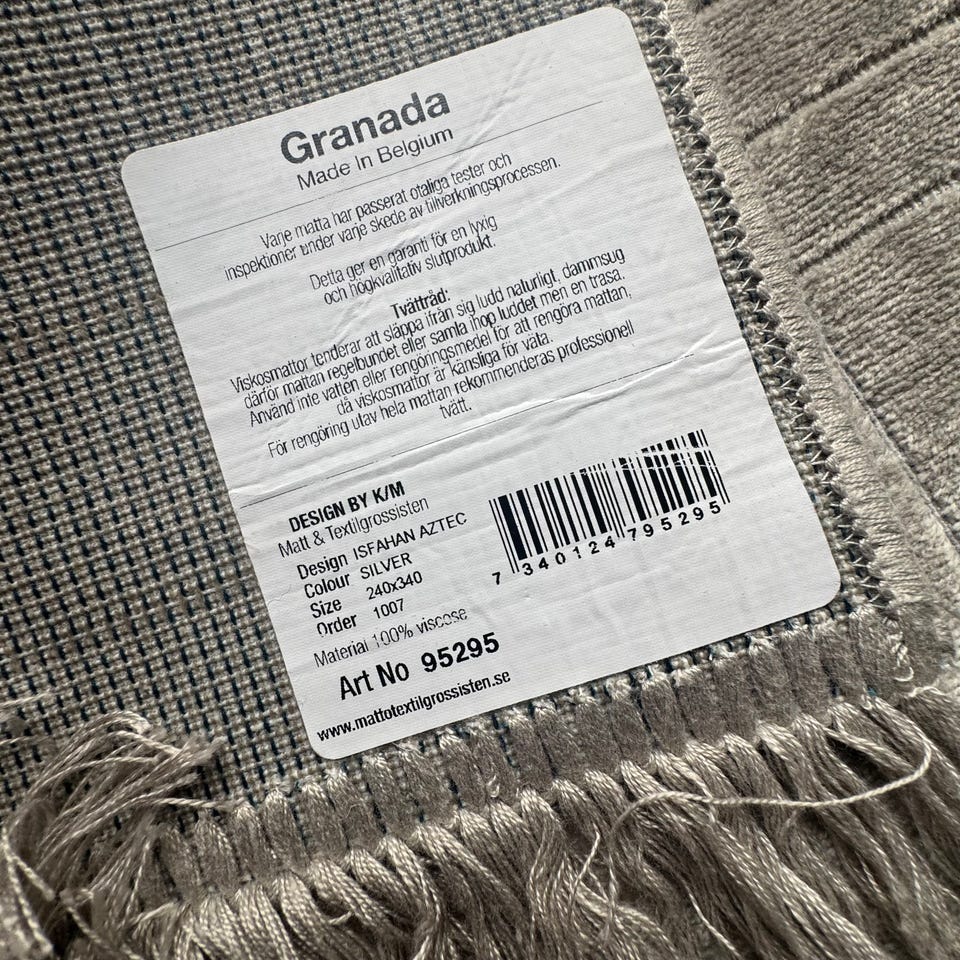 Granada
Made In Belgium
Varje matta har passerat otaliga tester och
inspektioner under varje skede av tillverkningsprocessen.
Detta ger en garanti för en lyxig
och högkvalitativ slutprodukt.
Tvättråd:
Viskosmattor tenderar att släppa ifrån sig ludd naturligt, dammsug
därför mattan regelbundet eller samla ihop luddet men en trasa.
Använd inte vatten eller rengöringsmedel för att rengöra mattan,
då viskosmattor är känsliga för väta.
För rengöring utav hela mattan rekommenderas professionell
tvätt.
DESIGN BY K/M
Matt & Textilgrossisten
Design ISFAHAN AZTEC
Colour SILVER
Size 240x340
Order 1007
Material 100% viscose
Art No 95295
www.mattotextilgrossisten.se
7 340124 795295